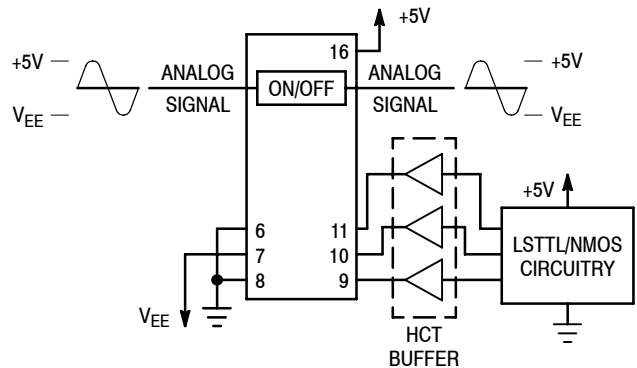 +5V
16
+5V
ANALOG
SIGNAL
ON/OFF
ANALOG
SIGNAL
+5V
VEE
VEE
+5V
6
7
8
11
10
9
LSTTL/NMOS
CIRCUITRY
VEE
HCT
BUFFER